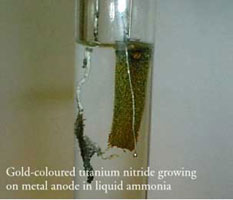 Gold-coloured titanium nitride growing
on metal anode in liquid ammonia